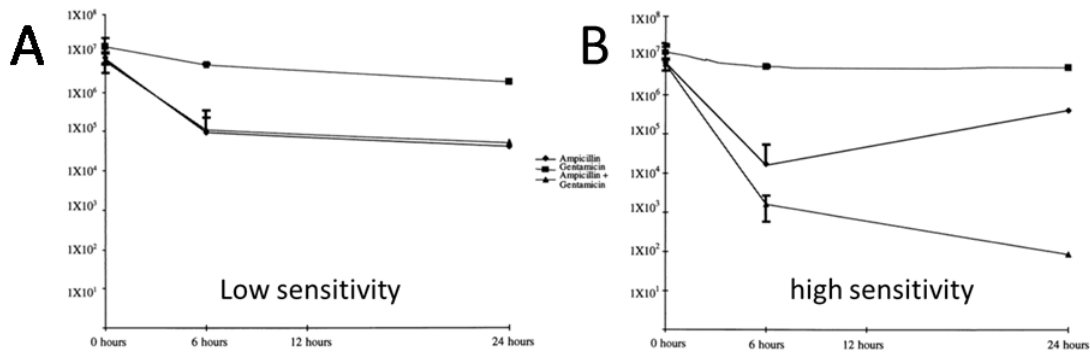 A
1X10⁸
1X10⁷
1X10⁶
1X10⁵
1X10⁴
1X10³
1X10²
1X10¹
Low sensitivity
0 hours 6 hours 12 hours 24 hours
Ampicillin
Gentamicin
Ampicillin +
Gentamicin
B
1X10⁸
1X10⁷
1X10⁶
1X10⁵
1X10⁴
1X10³
1X10²
1X10¹
high sensitivity
0 hours 6 hours 12 hours 24 hours